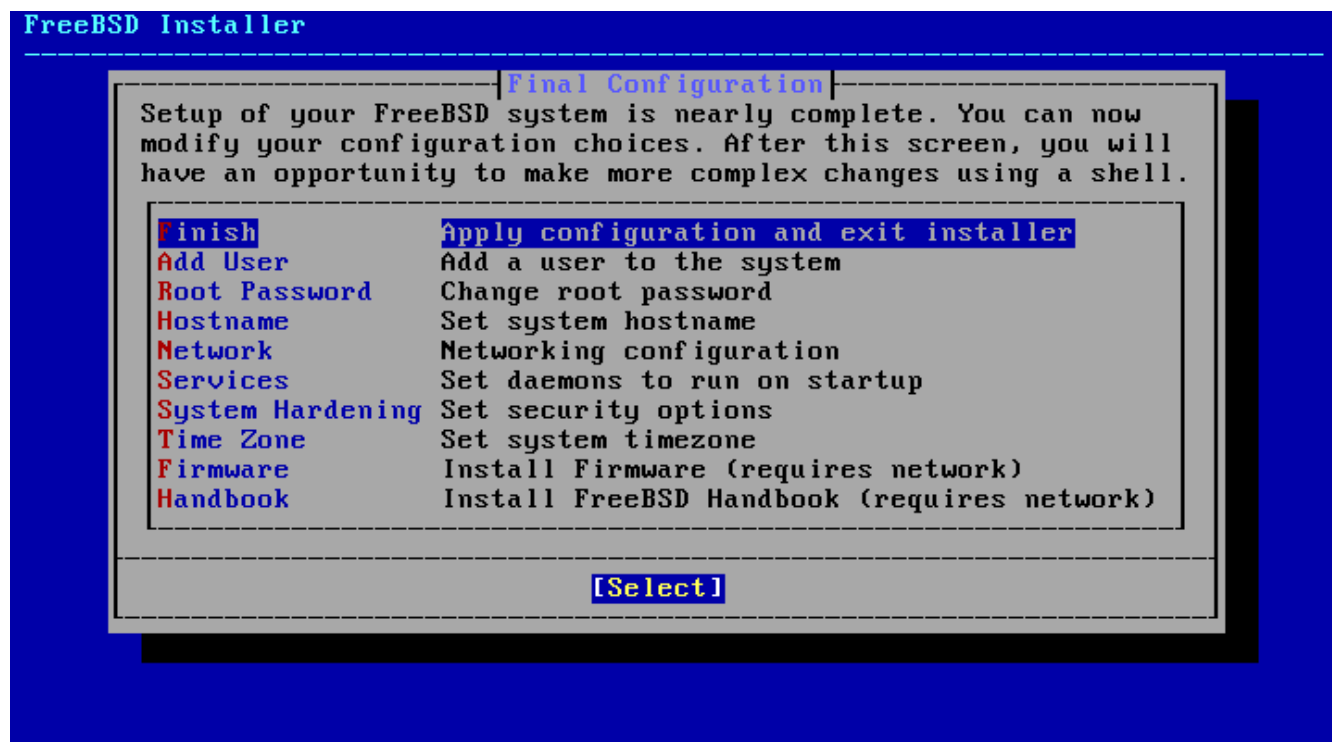 FreeBSD Installer
Final Configuration
Setup of your FreeBSD system is nearly complete. You can now
modify your configuration choices. After this screen, you will
have an opportunity to make more complex changes using a shell.
Finish Apply configuration and exit installer
Add User Add a user to the system
Root Password Change root password
Hostname Set system hostname
Network Networking configuration
Services Set daemons to run on startup
System Hardening Set security options
Time Zone Set system timezone
Firmware Install Firmware (requires network)
Handbook Install FreeBSD Handbook (requires network)
[Select]